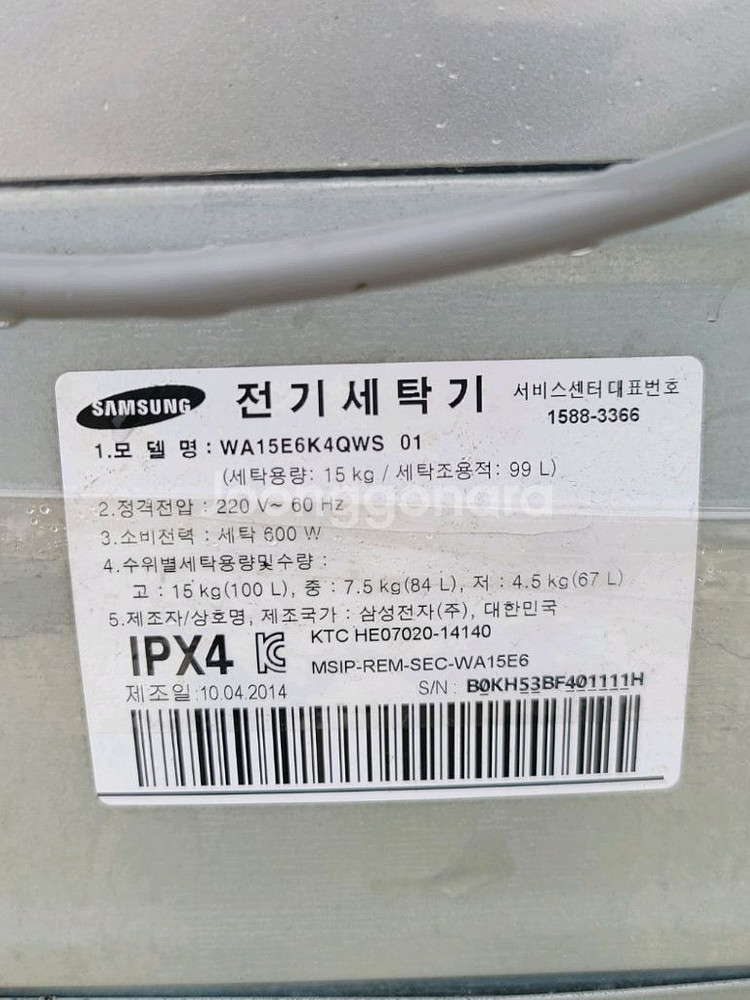 SAMSUNG 전기세탁기 서비스센터 대표번호
1588-3366
1.모 델 명 : WA15E6K4QWS 01
(세탁용량: 15 kg / 세탁조용적: 99 L)
joonggonara
2.정격전압 : 220 V~ 60 Hz
3.소비전력 : 세탁 600 W
4.수위별세탁용량및수량 :
고 : 15 kg(100 L), 중 : 7.5 kg(84 L), 저 : 4.5 kg(67 L)
5.제조자/상호명, 제조국가 : 삼성전자(주), 대한민국
IPX4 KTC HE07020-14140
MSIP-REM-SEC-WA15E6
제조일 : 10.04.2014 S/N : B0KH53BF401111H